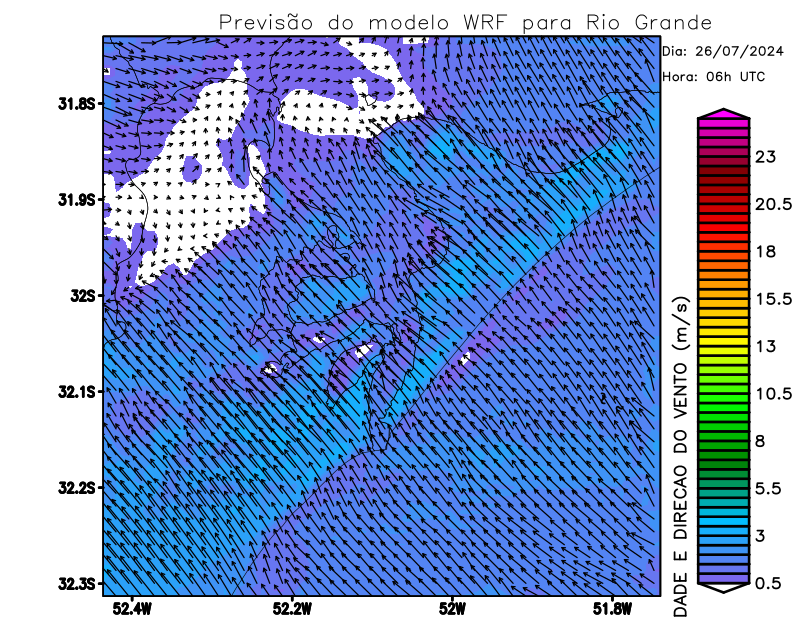 Previsão do modelo WRF para Rio Grande
Dia: 26/07/2024
Hora: 06h UTC
31.8S
31.9S
32S
32.1S
32.2S
32.3S
52.4W
52.2W
52W
51.8W
23
20.5
18
15.5
13
10.5
8
5.5
3
0.5
DADE E DIRECAO DO VENTO (m/s)